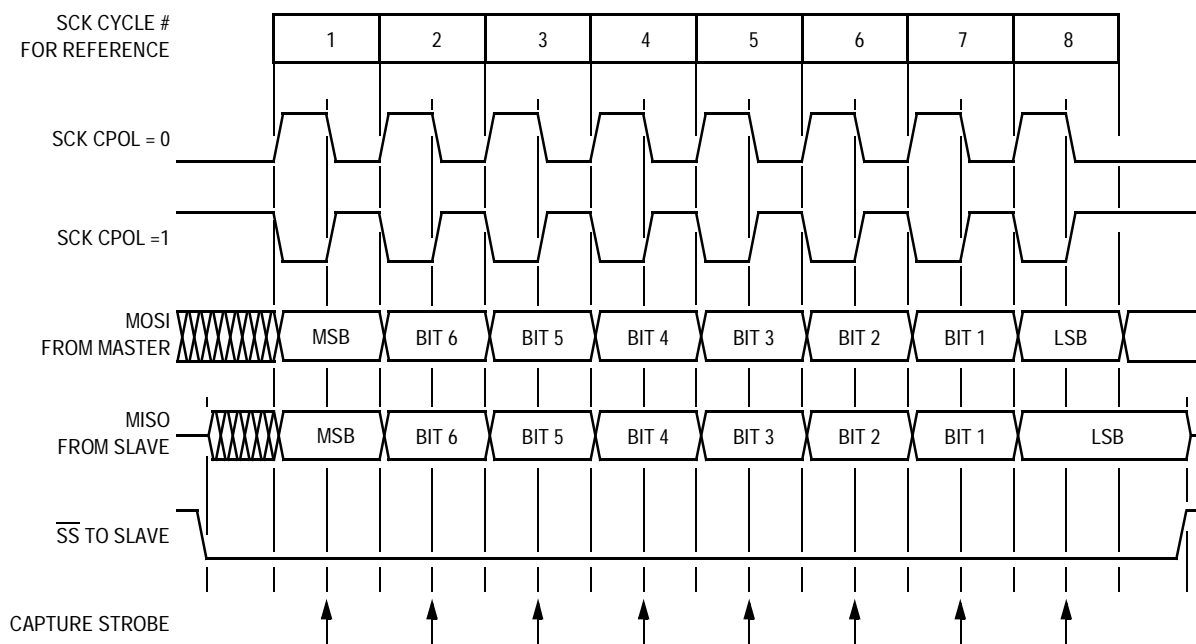 SCK CYCLE #
FOR REFERENCE
1 2 3 4 5 6 7 8
SCK CPOL = 0
SCK CPOL =1
MOSI
FROM MASTER
MSB BIT 6 BIT 5 BIT 4 BIT 3 BIT 2 BIT 1 LSB
MISO
FROM SLAVE
MSB BIT 6 BIT 5 BIT 4 BIT 3 BIT 2 BIT 1 LSB
S̅S̅ TO SLAVE
CAPTURE STROBE